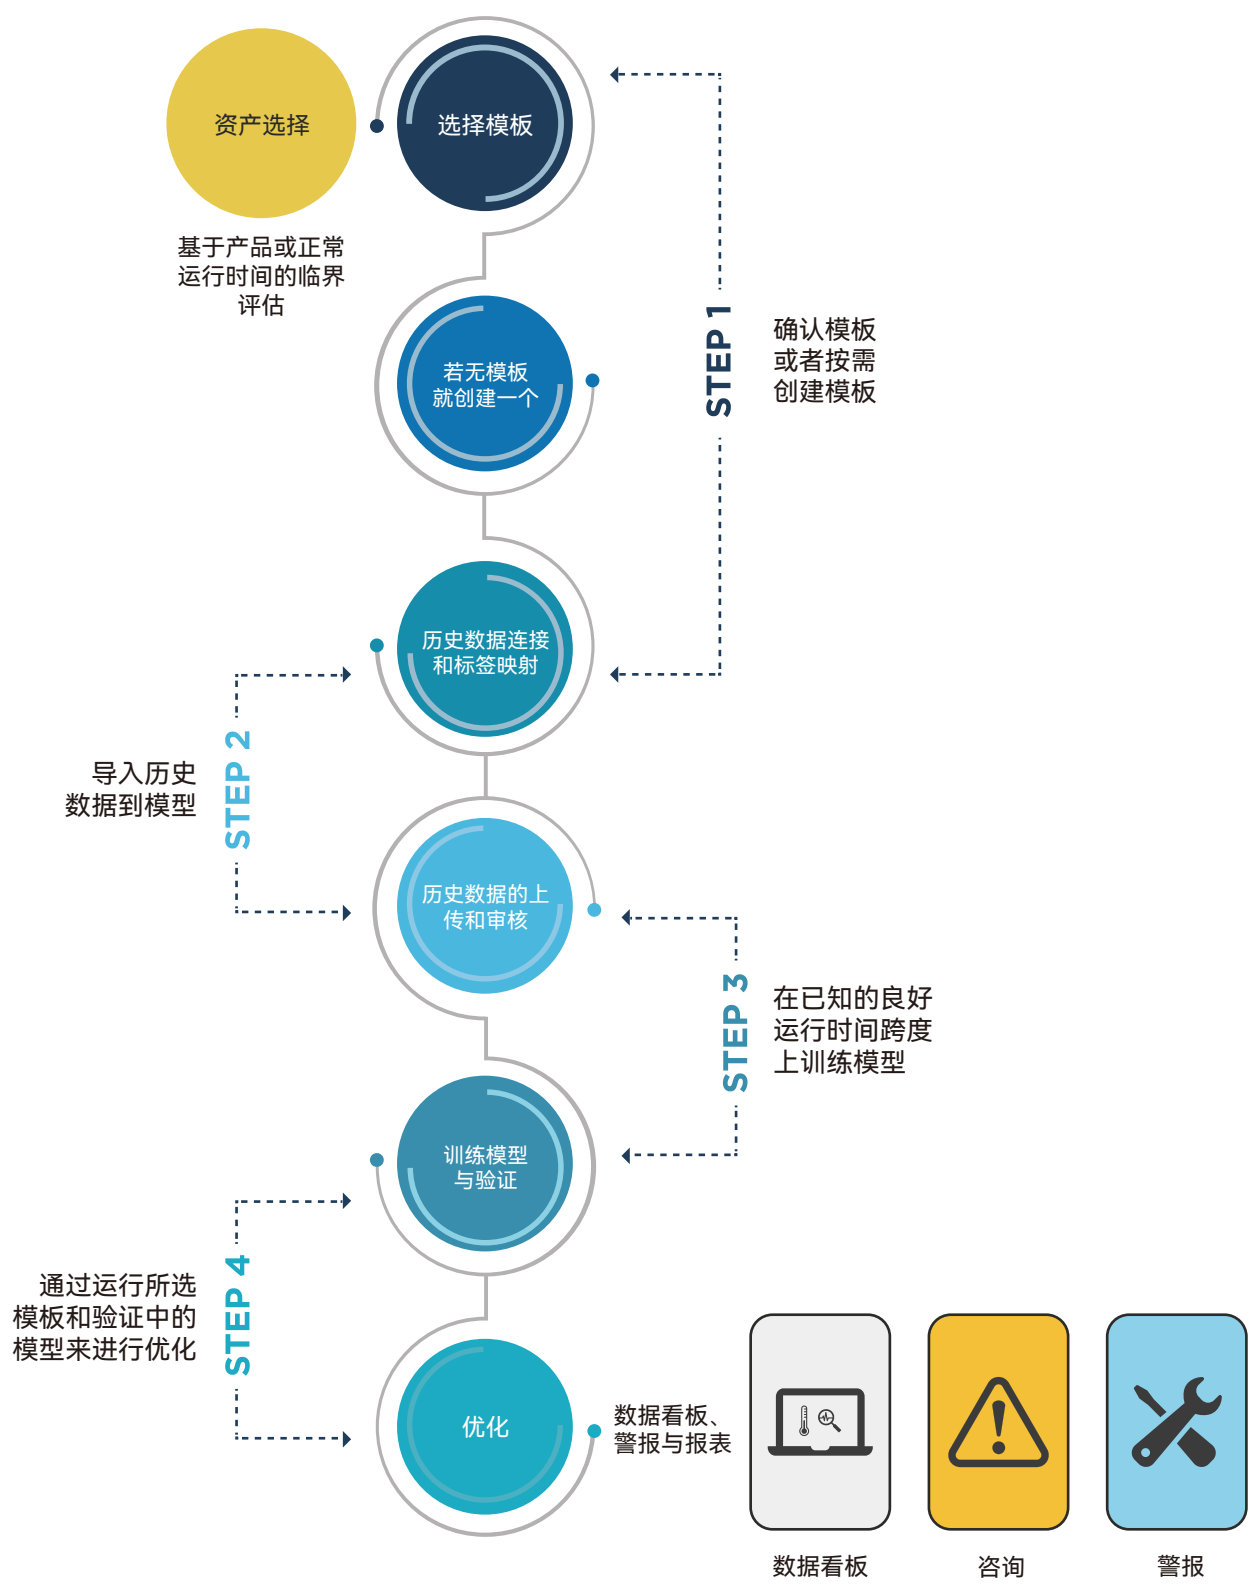 资产选择
选择模板
基于产品或正常
运行时间的临界
评估
若无模板
就创建一个
STEP 1
确认模板
或者按需
创建模板
历史数据连接
和标签映射
STEP 2
导入历史
数据到模型
历史数据的上
传和审核
STEP 3
在已知的良好
运行时间跨度
上训练模型
训练模型
与验证
STEP 4
通过运行所选
模板和验证中的
模型来进行优化
优化
数据看板、
警报与报表
数据看板
咨询
警报